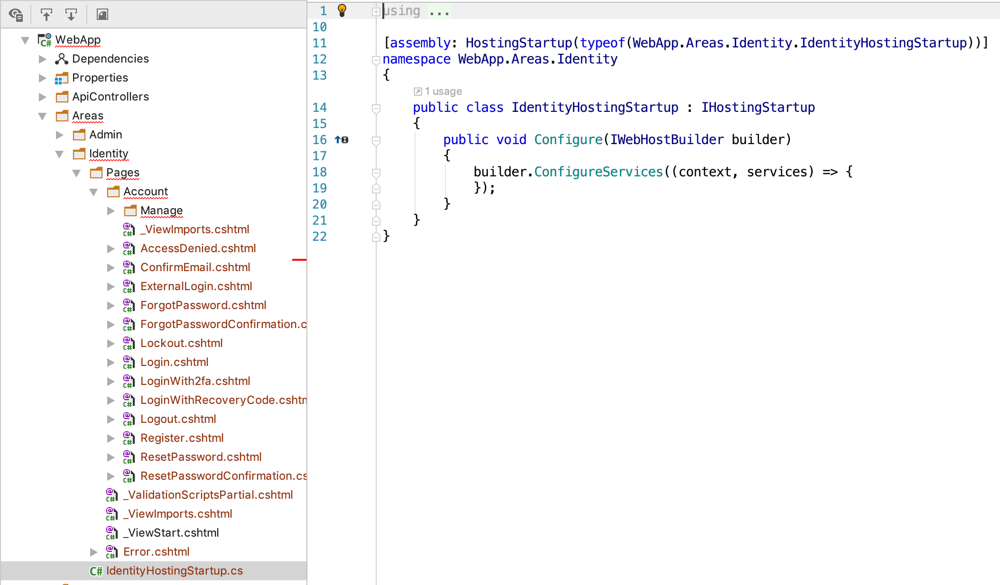 WebApp
Dependencies
Properties
ApiControllers
Areas
Admin
Identity
Pages
Account
Manage
_ViewImports.cshtml
AccessDenied.cshtml
ConfirmEmail.cshtml
ExternalLogin.cshtml
ForgotPassword.cshtml
ForgotPasswordConfirmation.c
Lockout.cshtml
Login.cshtml
LoginWith2fa.cshtml
LoginWithRecoveryCode.cshtm
Logout.cshtml
Register.cshtml
ResetPassword.cshtml
ResetPasswordConfirmation.cs
_ValidationScriptsPartial.cshtml
_ViewImports.cshtml
_ViewStart.cshtml
Error.cshtml
C# IdentityHostingStartup.cs
1 using ...
10
11 [assembly: HostingStartup(typeof(WebApp.Areas.Identity.IdentityHostingStartup))]
12 namespace WebApp.Areas.Identity
13 {
1 usage
14 public class IdentityHostingStartup : IHostingStartup
15 {
16 public void Configure(IWebHostBuilder builder)
17 {
18 builder.ConfigureServices((context, services) => {
19 });
20 }
21 }
22 }